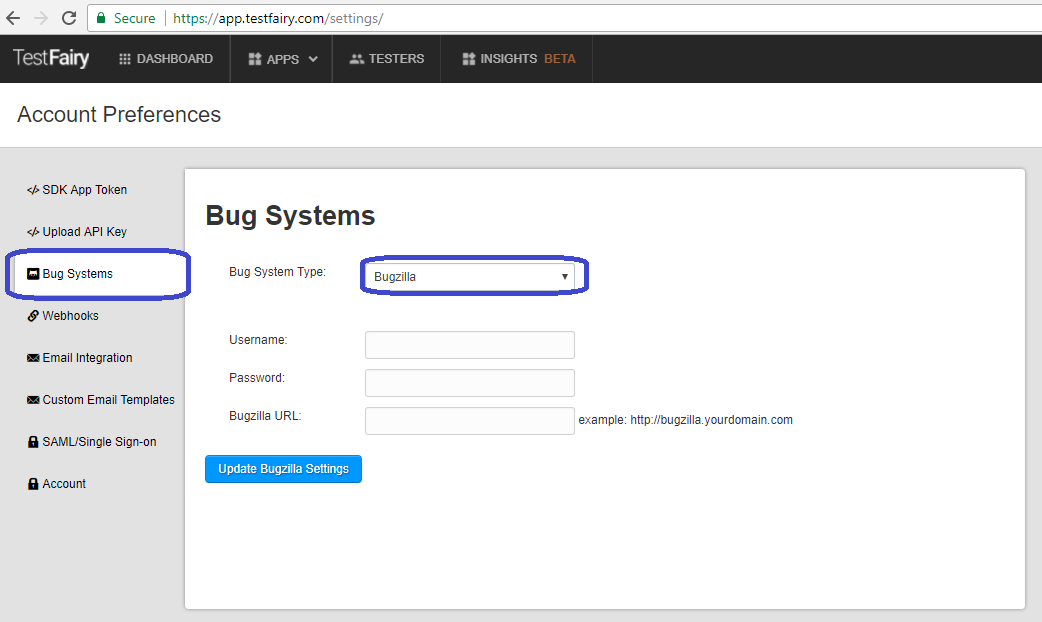 Secure https://app.testfairy.com/settings/
TestFairy DASHBOARD APPS TESTERS INSIGHTS BETA
Account Preferences
SDK App Token
Upload API Key
Bug Systems
Webhooks
Email Integration
Custom Email Templates
SAML/Single Sign-on
Account
Bug Systems
Bug System Type: Bugzilla
Username:
Password:
Bugzilla URL: example: http://bugzilla.yourdomain.com
Update Bugzilla Settings